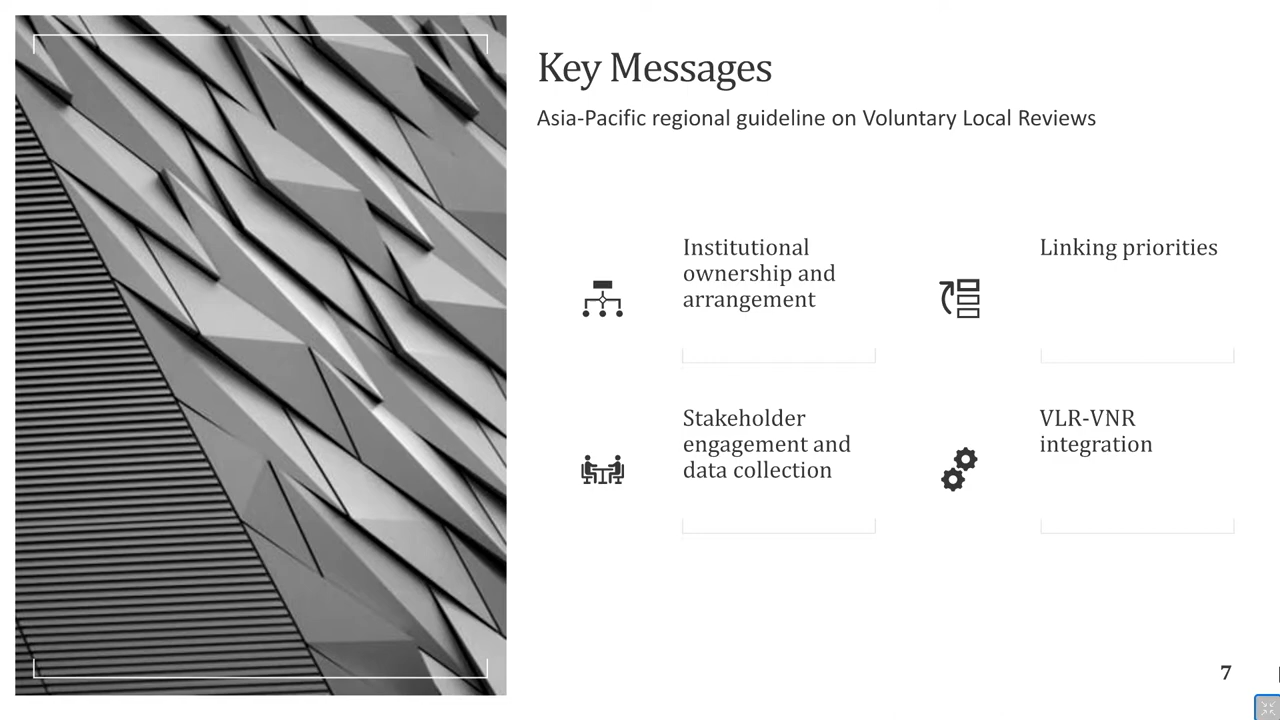 Key Messages
Asia-Pacific regional guideline on Voluntary Local Reviews
Institutional
ownership and
arrangement
Linking priorities
Stakeholder
engagement and
data collection
VLR-VNR
integration
7